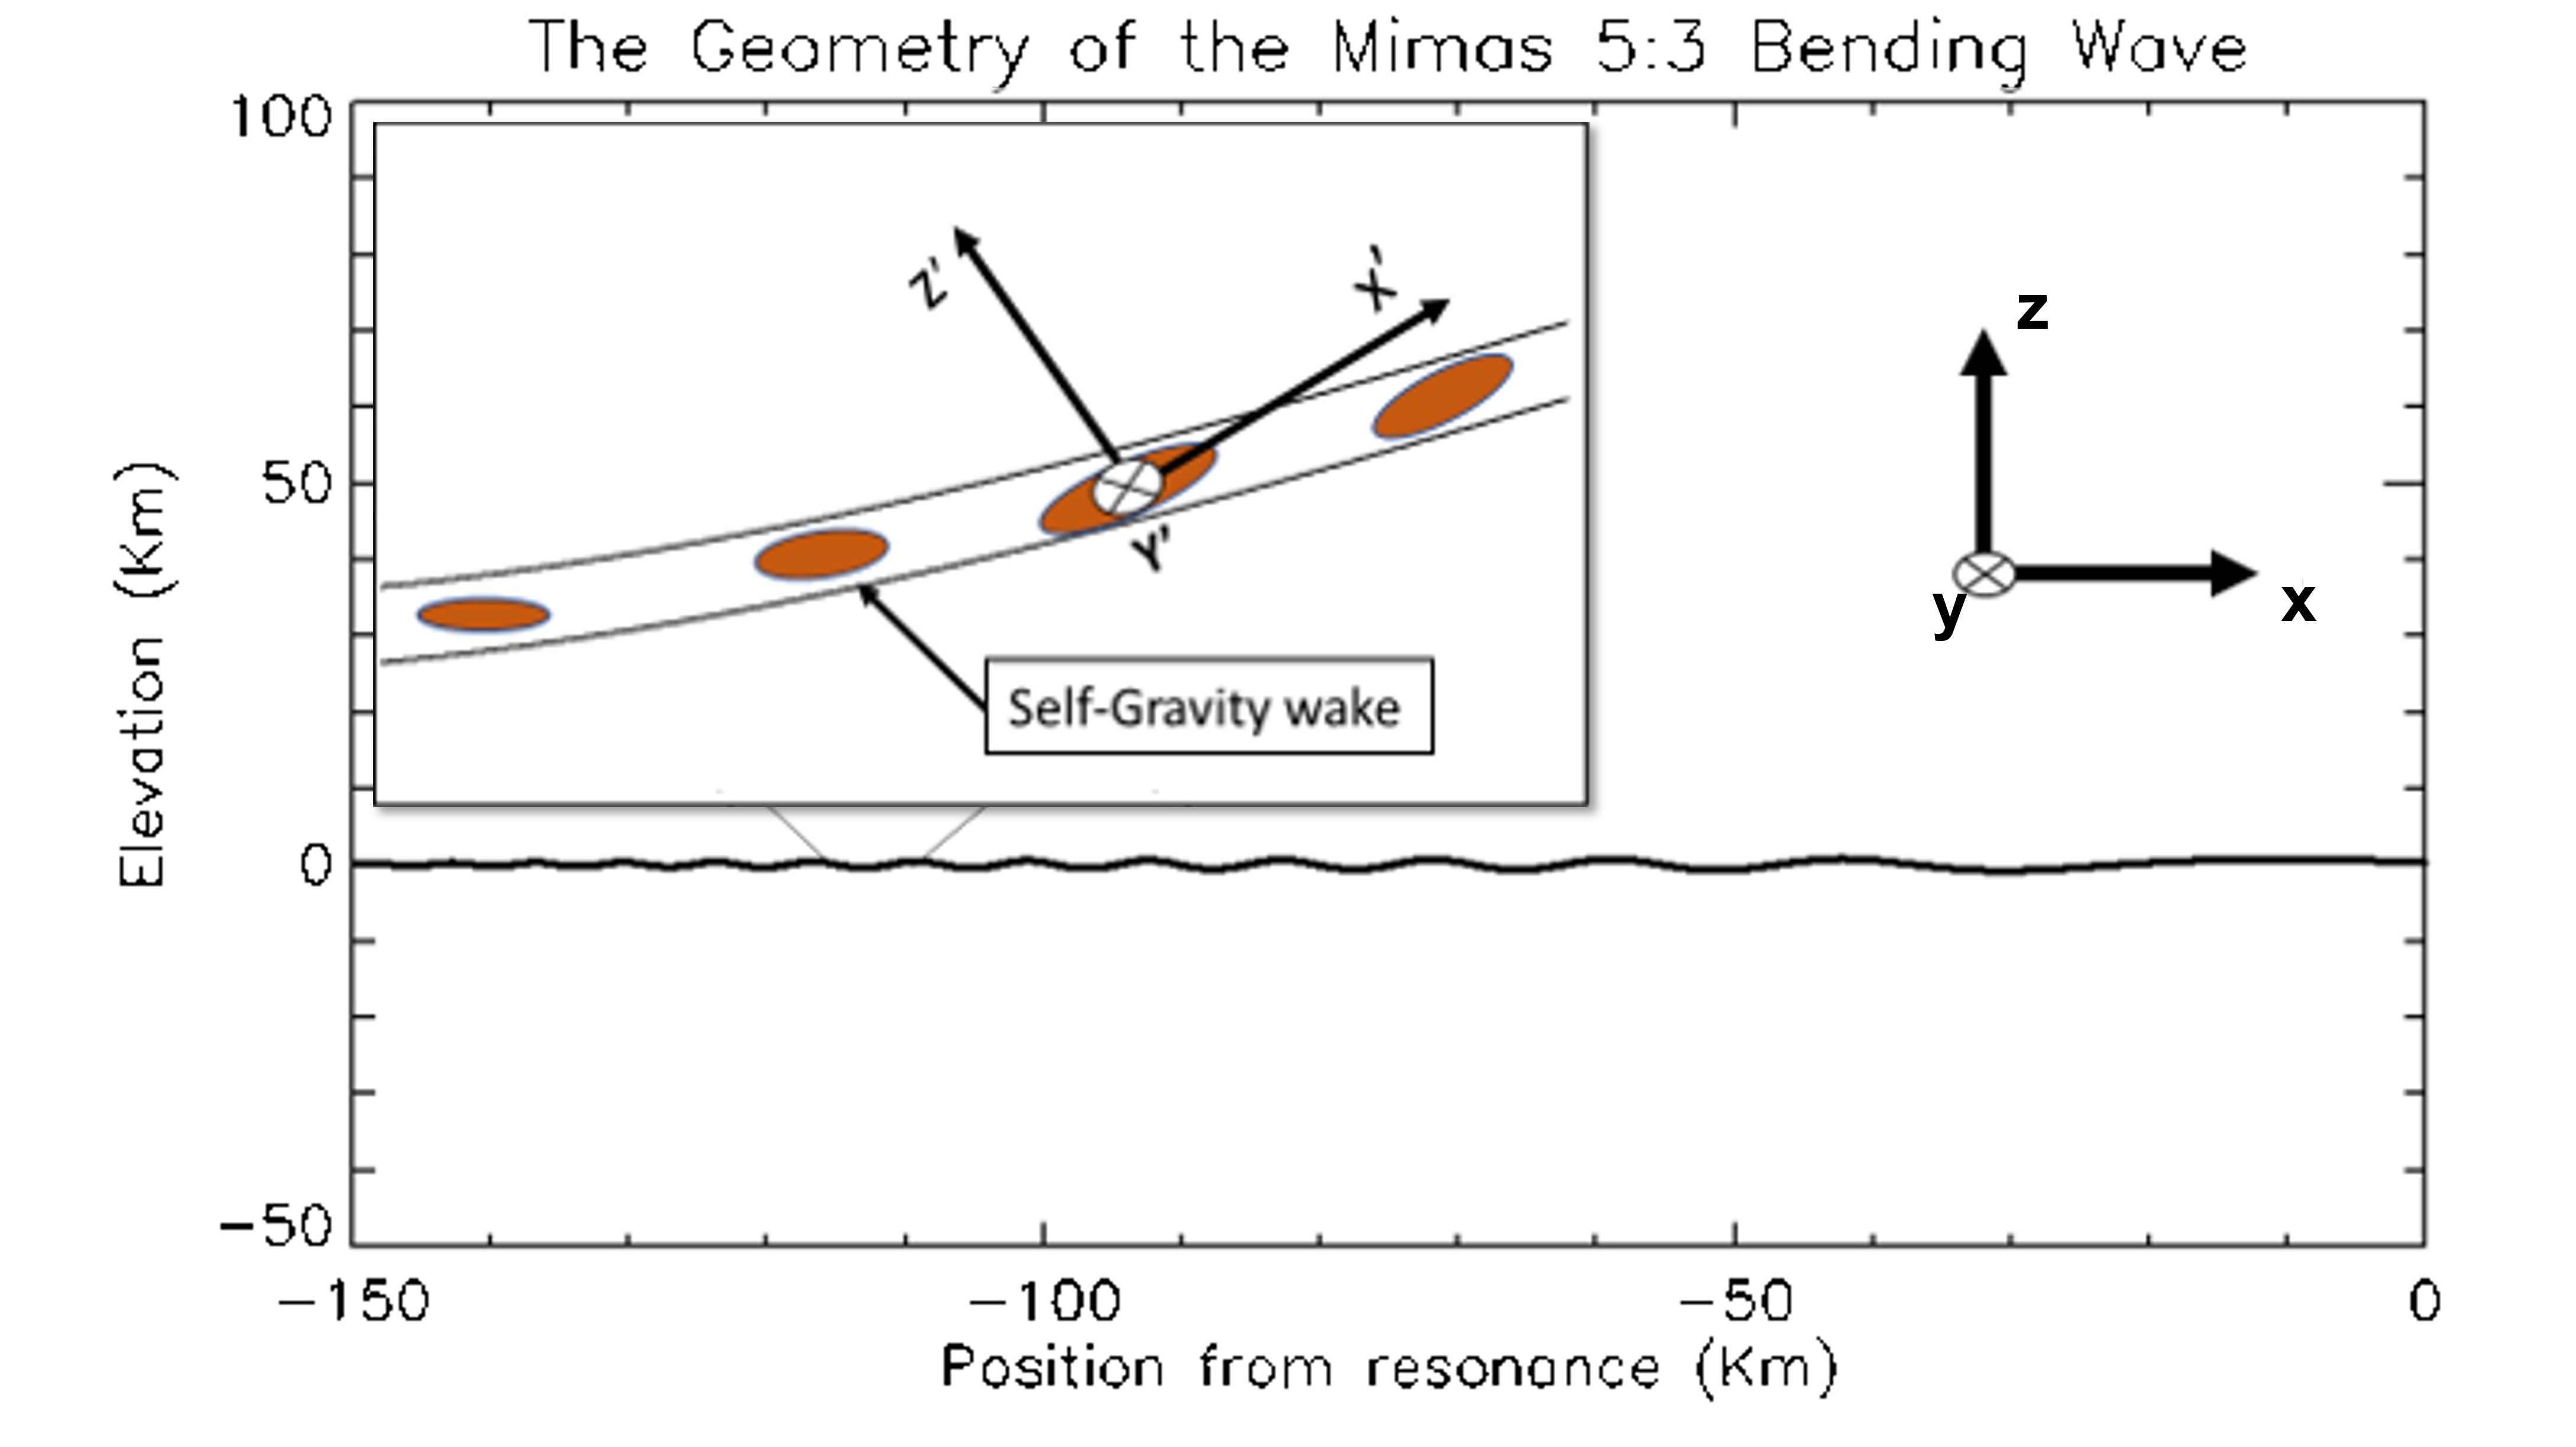 The Geometry of the Mimas 5:3 Bending Wave
100
50
0
−50
Elevation (Km)
Z'
X'
Y'
Self-Gravity wake
z
y
x
−150
−100
−50
0
Position from resonance (Km)